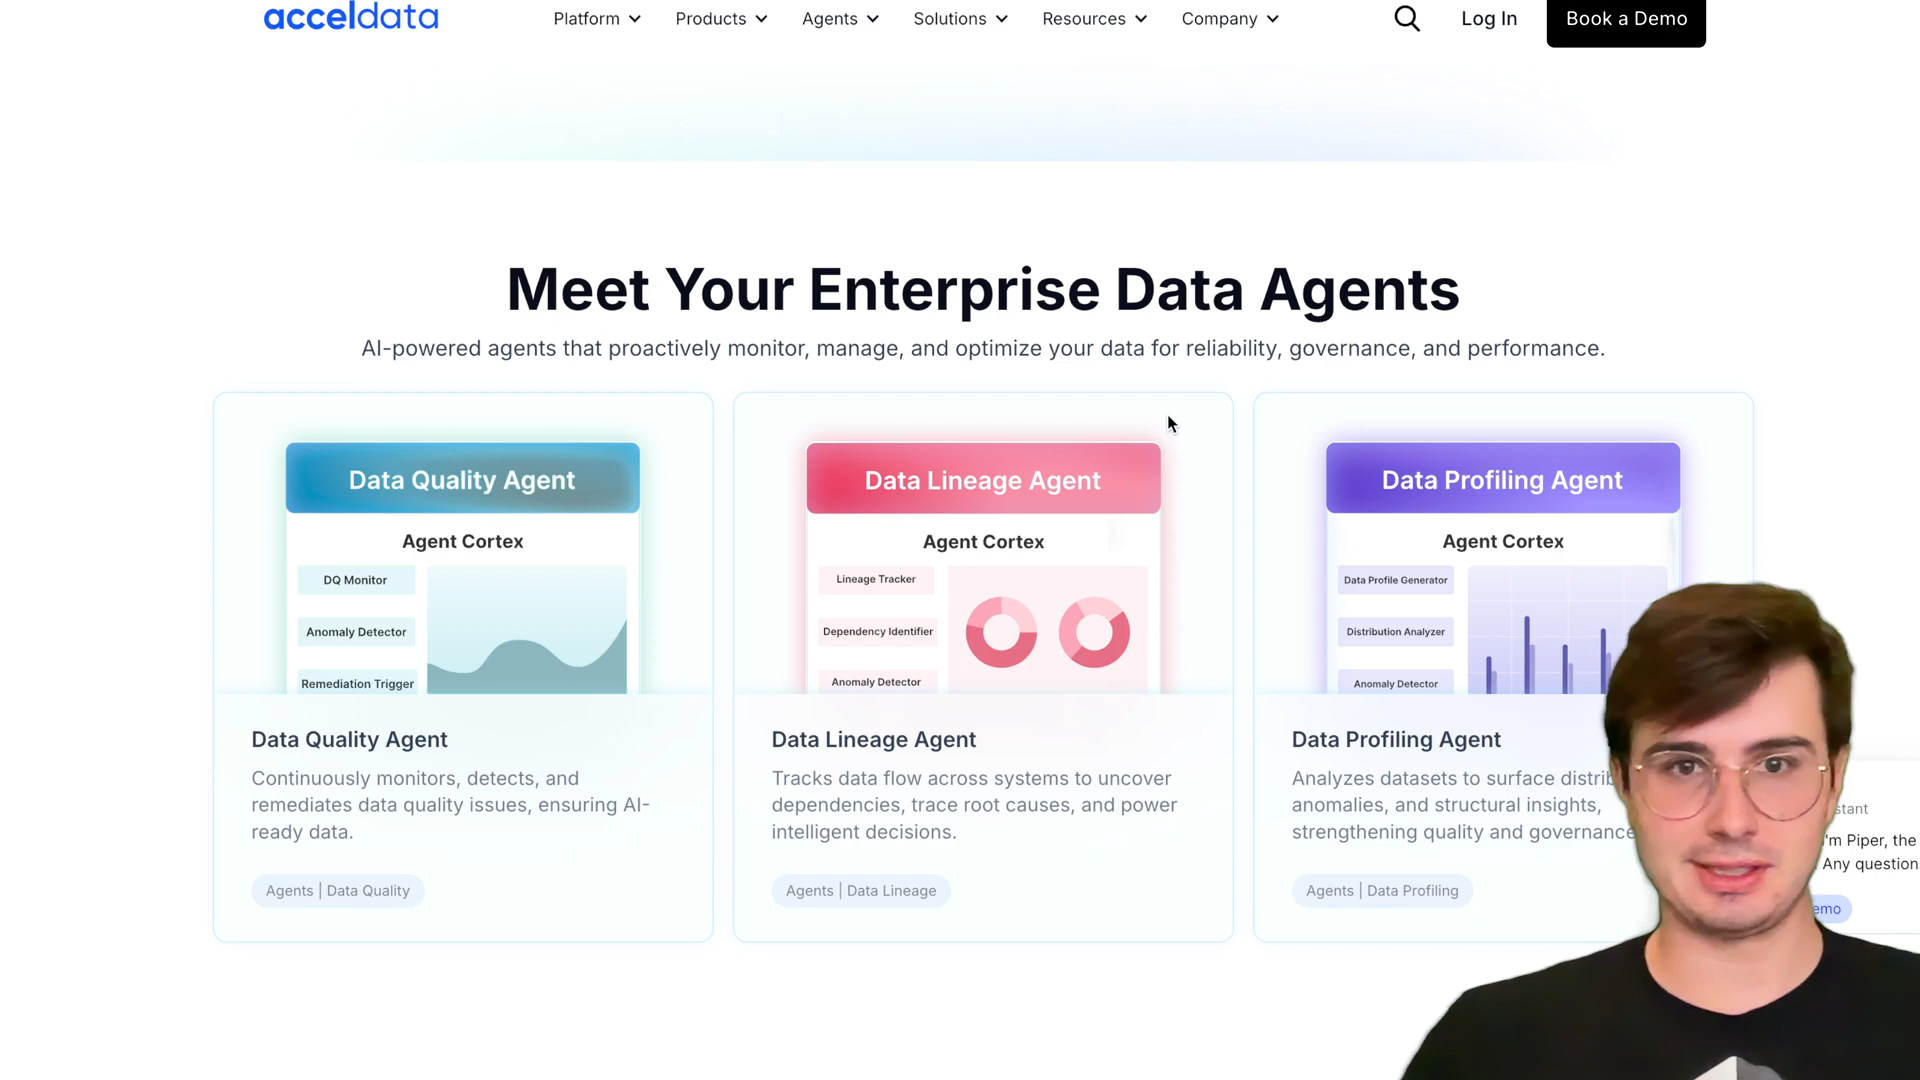 acceldata
Platform Products Agents Solutions Resources Company Log In Book a Demo
Meet Your Enterprise Data Agents
AI-powered agents that proactively monitor, manage, and optimize your data for reliability, governance, and performance.
Data Quality Agent
Agent Cortex
DQ Monitor
Anomaly Detector
Remediation Trigger
Data Quality Agent
Continuously monitors, detects, and
remediates data quality issues, ensuring AI-
ready data.
Agents | Data Quality
Data Lineage Agent
Agent Cortex
Lineage Tracker
Dependency Identifier
Anomaly Detector
Data Lineage Agent
Tracks data flow across systems to uncover
dependencies, trace root causes, and power
intelligent decisions.
Agents | Data Lineage
Data Profiling Agent
Agent Cortex
Data Profile Generator
Distribution Analyzer
Anomaly Detector
Data Profiling Agent
Analyzes datasets to surface
anomalies, and structural insights,
strengthening quality and governance
Agents | Data Profiling
I'm Piper, the
Any question